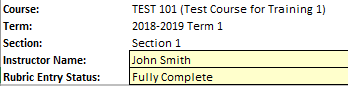 Course: TEST 101 (Test Course for Training 1)
Term: 2018-2019 Term 1
Section: Section 1
Instructor Name: John Smith
Rubric Entry Status: Fully Complete